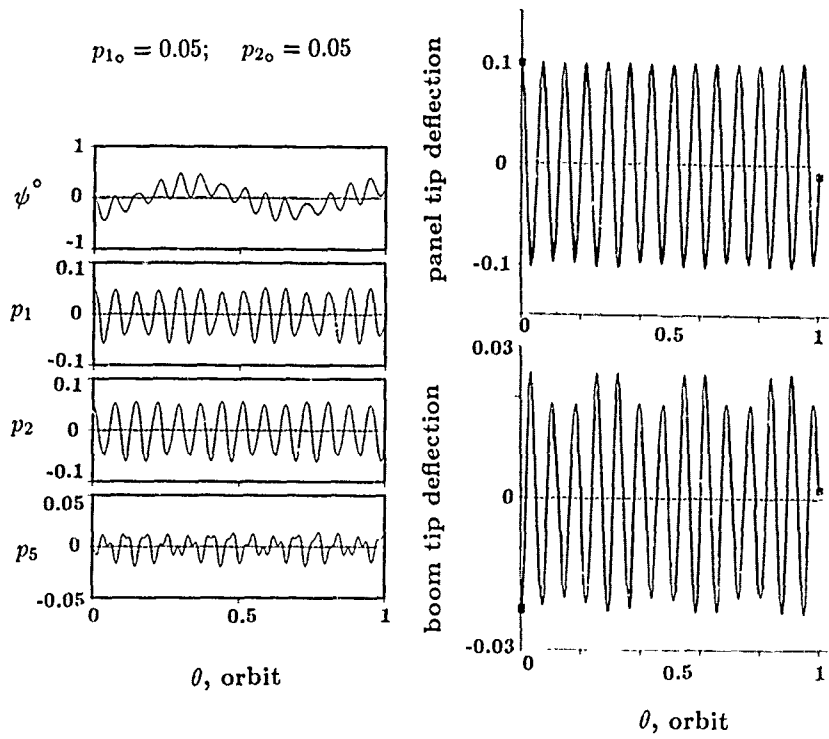 p₁ₒ = 0.05; p₂ₒ = 0.05
ψ°
1
0
-1
p₁
0.1
0
-0.1
p₂
0.1
0
-0.1
p₅
0.05
0
-0.05
0 0.5 1
θ, orbit
panel tip deflection
0.1
0
-0.1
0 0.5 1
boom tip deflection
0.03
0
-0.03
0 0.5 1
θ, orbit